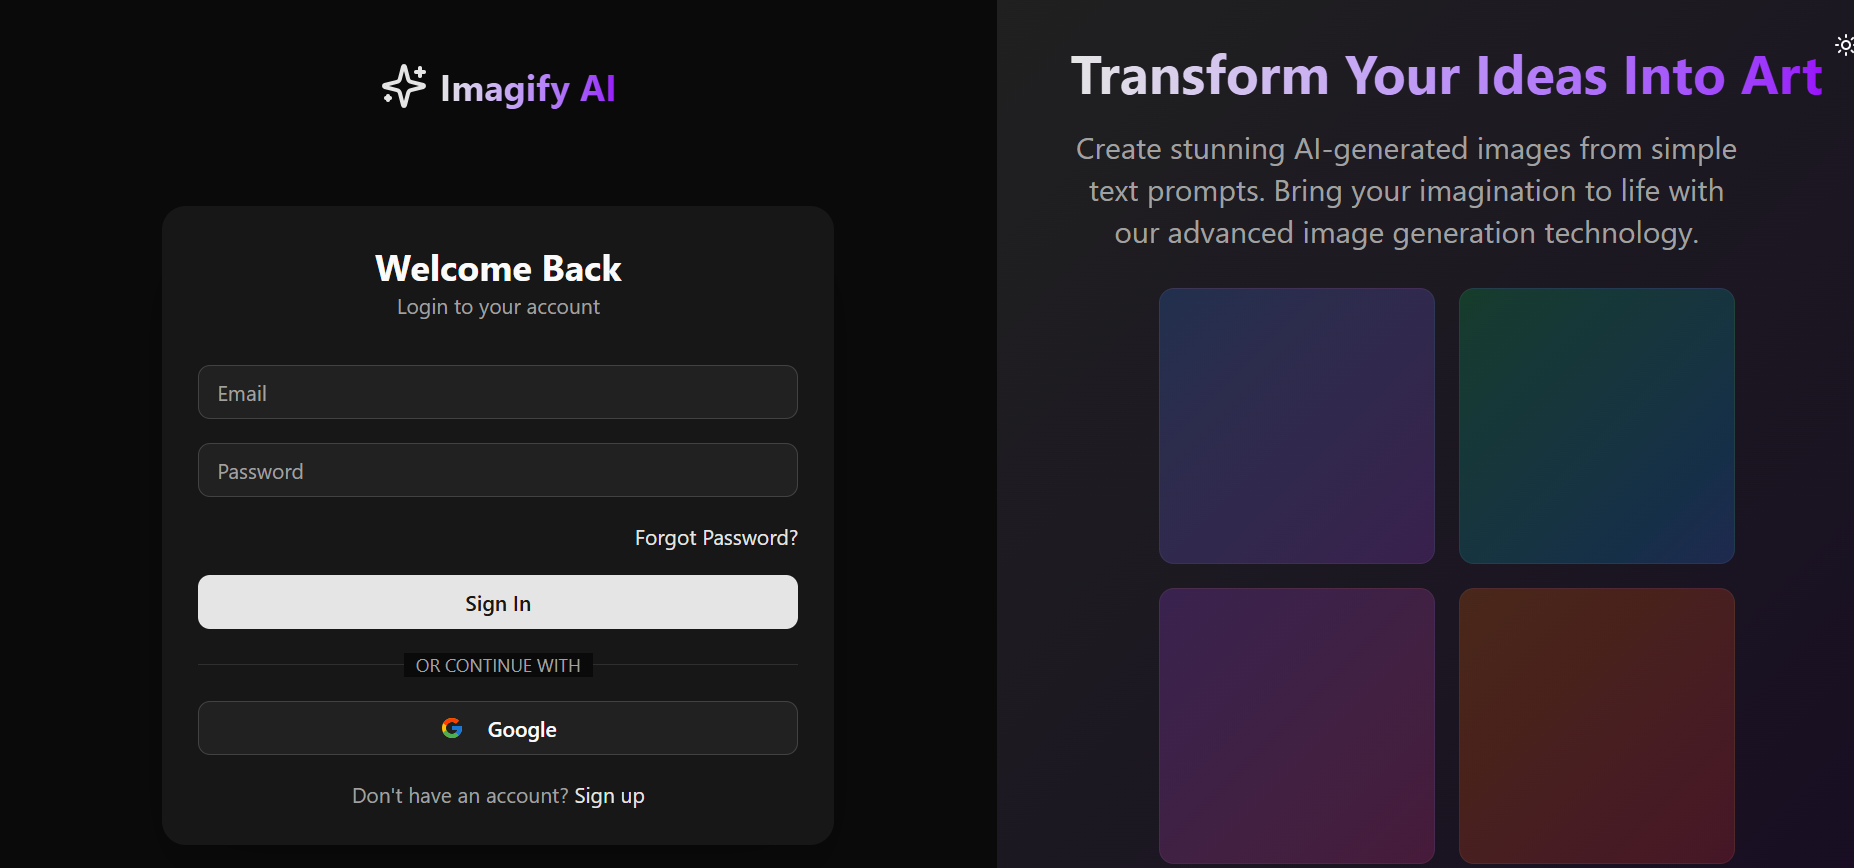 Imagify AI
Welcome Back
Login to your account
Email
Password
Forgot Password?
Sign In
OR CONTINUE WITH
Google
Don't have an account? Sign up
Transform Your Ideas Into Art
Create stunning AI-generated images from simple
text prompts. Bring your imagination to life with
our advanced image generation technology.